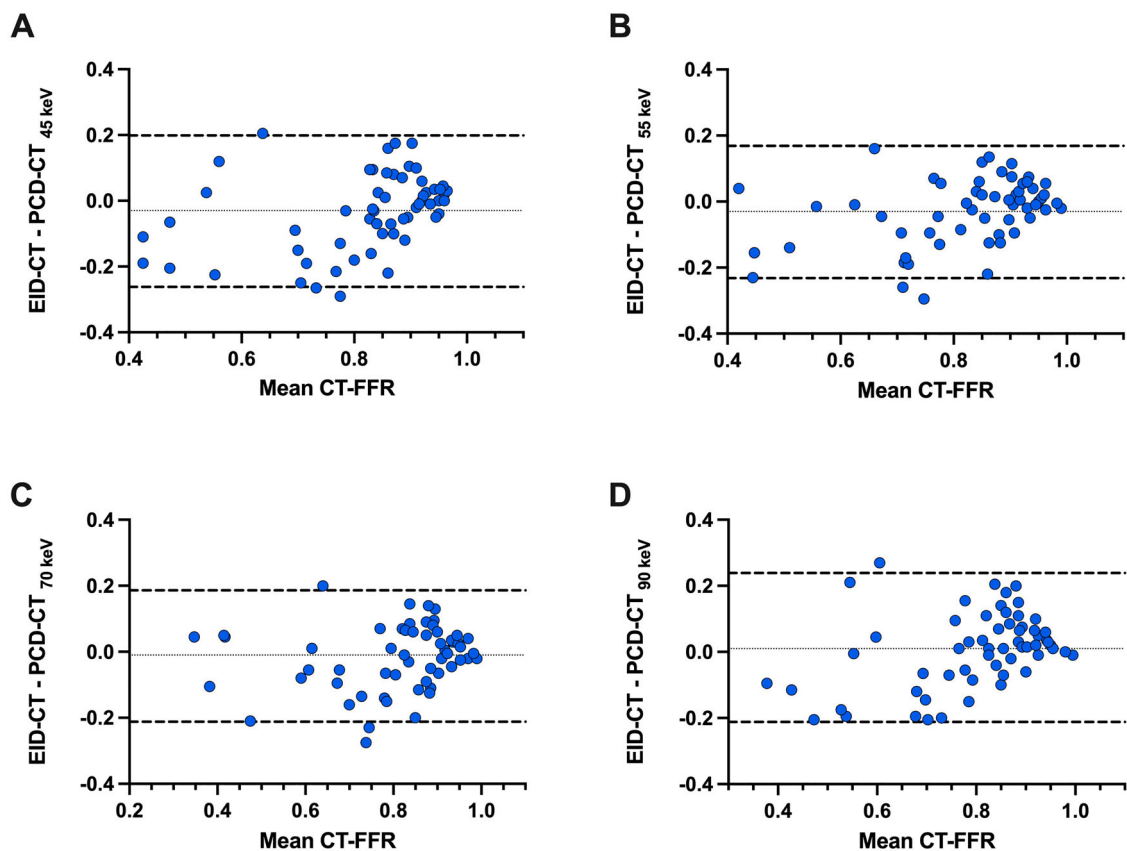 A
EID-CT - PCD-CT 45 keV
0.4
0.2
0.0
-0.2
-0.4
0.4 0.6 0.8 1.0
Mean CT-FFR
B
EID-CT - PCD-CT 55 keV
0.4
0.2
0.0
-0.2
-0.4
0.4 0.6 0.8 1.0
Mean CT-FFR
C
EID-CT - PCD-CT 70 keV
0.4
0.2
0.0
-0.2
-0.4
0.2 0.4 0.6 0.8 1.0
Mean CT-FFR
D
EID-CT - PCD-CT 90 keV
0.4
0.2
0.0
-0.2
-0.4
0.4 0.6 0.8 1.0
Mean CT-FFR